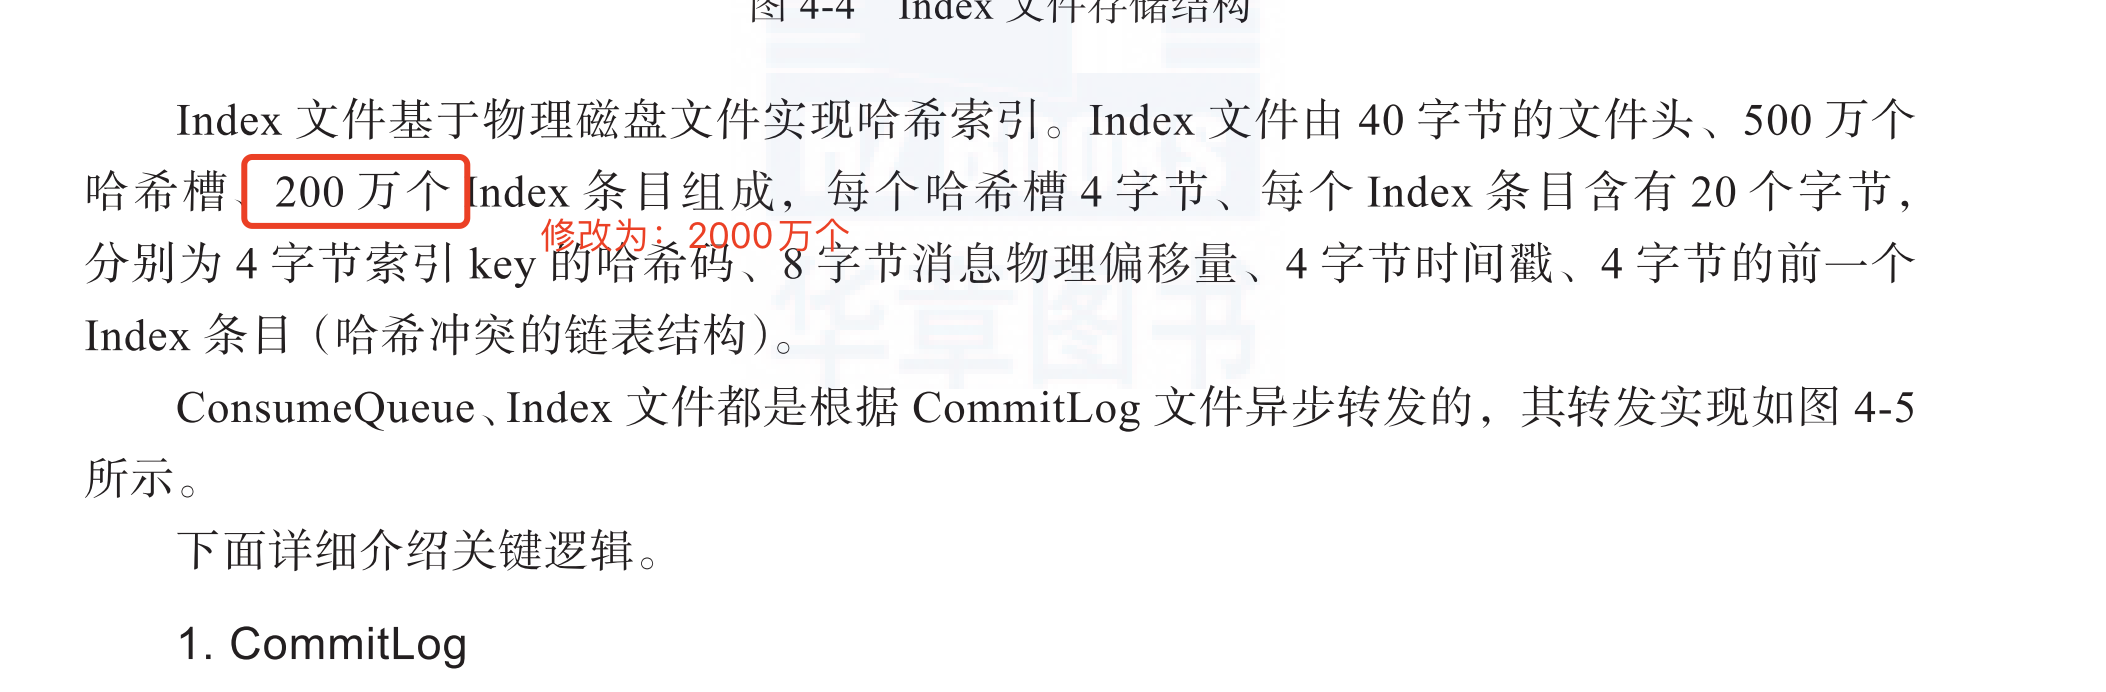 图 4-4 Index 文件存储结构
Index 文件基于物理磁盘文件实现哈希索引。Index 文件由 40 字节的文件头、500 万个
哈希槽、200 万个 Index 条目组成，每个哈希槽 4 字节、每个 Index 条目含有 20 个字节，
修改为：2000万个
分别为 4 字节索引 key 的哈希码、8 字节消息物理偏移量、4 字节时间戳、4 字节的前一个
Index 条目（哈希冲突的链表结构）。
华章图书
ConsumeQueue、Index 文件都是根据 CommitLog 文件异步转发的，其转发实现如图 4-5
所示。
下面详细介绍关键逻辑。
1. CommitLog